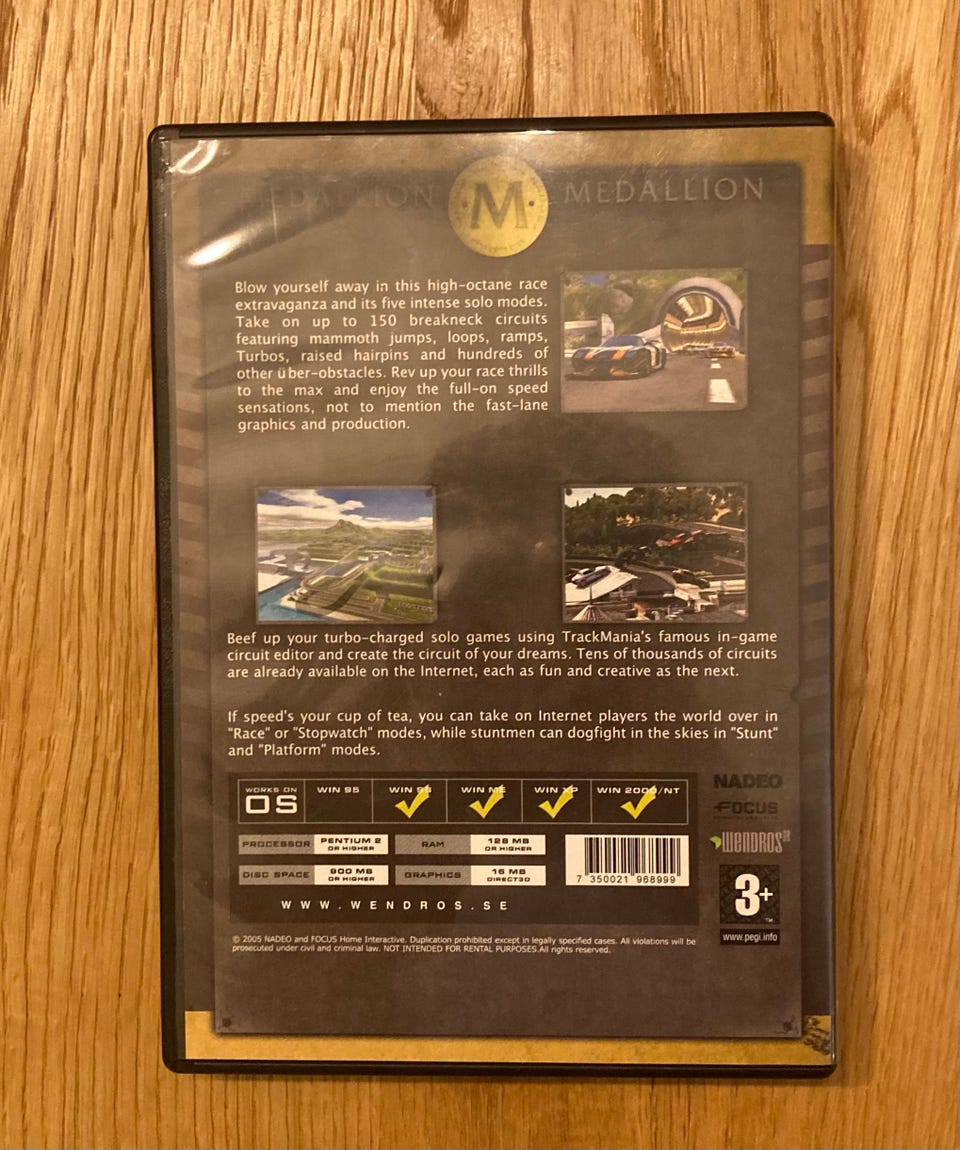 MEDALLION M MEDALLION
Blow yourself away in this high-octane race
extravaganza and its five intense solo modes.
Take on up to 150 breakneck circuits
featuring mammoth jumps, loops, ramps,
Turbos, raised hairpins and hundreds of
other über-obstacles. Rev up your race thrills
to the max and enjoy the full-on speed
sensations, not to mention the fast-lane
graphics and production.
Beef up your turbo-charged solo games using TrackMania's famous in-game
circuit editor and create the circuit of your dreams. Tens of thousands of circuits
are already available on the Internet, each as fun and creative as the next.
If speed's your cup of tea, you can take on Internet players the world over in
"Race" or "Stopwatch" modes, while stuntmen can dogfight in the skies in "Stunt"
and "Platform" modes.
WORKS ON
OS
WIN 95 WIN 98 WIN ME WIN XP WIN 2000/NT
PROCESSOR PENTIUM 2
OR HIGHER
RAM 128 MB
OR HIGHER
DISC SPACE 900 MB
OR HIGHER
GRAPHICS 16 MB
DIRECT3D
7 350021 968999
WWW.WENDROS.SE
NADEO
FOCUS
WENDROS
3+
TM
www.pegi.info
© 2005 NADEO and FOCUS Home Interactive. Duplication prohibited except in legally specified cases. All violations will be
prosecuted under civil and criminal law. NOT INTENDED FOR RENTAL PURPOSES.All rights reserved.